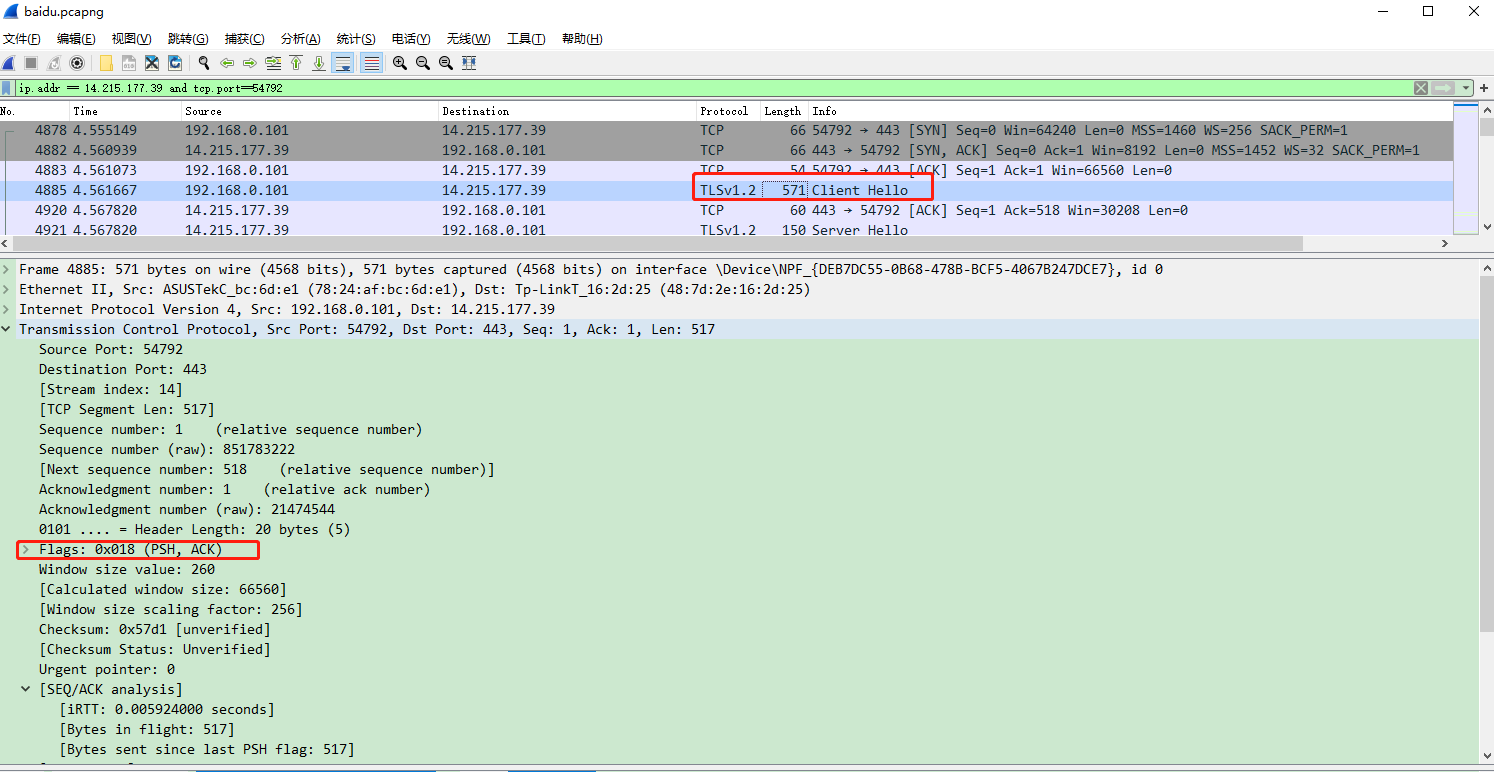 baidu.pcapng
文件(F) 编辑(E) 视图(V) 跳转(G) 捕获(C) 分析(A) 统计(S) 电话(Y) 无线(W) 工具(T) 帮助(H)
ip.addr == 14.215.177.39 and tcp.port==54792
No. Time Source Destination Protocol Length Info
4878 4.555149 192.168.0.101 14.215.177.39 TCP 66 54792 → 443 [SYN] Seq=0 Win=64240 Len=0 MSS=1460 WS=256 SACK_PERM=1
4882 4.560939 14.215.177.39 192.168.0.101 TCP 66 443 → 54792 [SYN, ACK] Seq=0 Ack=1 Win=8192 Len=0 MSS=1452 WS=32 SACK_PERM=1
4883 4.561073 192.168.0.101 14.215.177.39 TCP 54 54792 → 443 [ACK] Seq=1 Ack=1 Win=66560 Len=0
4885 4.561667 192.168.0.101 14.215.177.39 TLSv1.2 571 Client Hello
4920 4.567820 14.215.177.39 192.168.0.101 TCP 60 443 → 54792 [ACK] Seq=1 Ack=518 Win=30208 Len=0
4921 4.567820 14.215.177.39 192.168.0.101 TLSv1.2 150 Server Hello
Frame 4885: 571 bytes on wire (4568 bits), 571 bytes captured (4568 bits) on interface \Device\NPF_{DEB7DC55-0B68-478B-BCF5-4067B247DCE7}, id 0
Ethernet II, Src: ASUSTekC_bc:6d:e1 (78:24:af:bc:6d:e1), Dst: Tp-LinkT_16:2d:25 (48:7d:2e:16:2d:25)
Internet Protocol Version 4, Src: 192.168.0.101, Dst: 14.215.177.39
Transmission Control Protocol, Src Port: 54792, Dst Port: 443, Seq: 1, Ack: 1, Len: 517
Source Port: 54792
Destination Port: 443
[Stream index: 14]
[TCP Segment Len: 517]
Sequence number: 1 (relative sequence number)
Sequence number (raw): 851783222
[Next sequence number: 518 (relative sequence number)]
Acknowledgment number: 1 (relative ack number)
Acknowledgment number (raw): 21474544
0101 .... = Header Length: 20 bytes (5)
Flags: 0x018 (PSH, ACK)
Window size value: 260
[Calculated window size: 66560]
[Window size scaling factor: 256]
Checksum: 0x57d1 [unverified]
[Checksum Status: Unverified]
Urgent pointer: 0
[SEQ/ACK analysis]
[iRTT: 0.005924000 seconds]
[Bytes in flight: 517]
[Bytes sent since last PSH flag: 517]